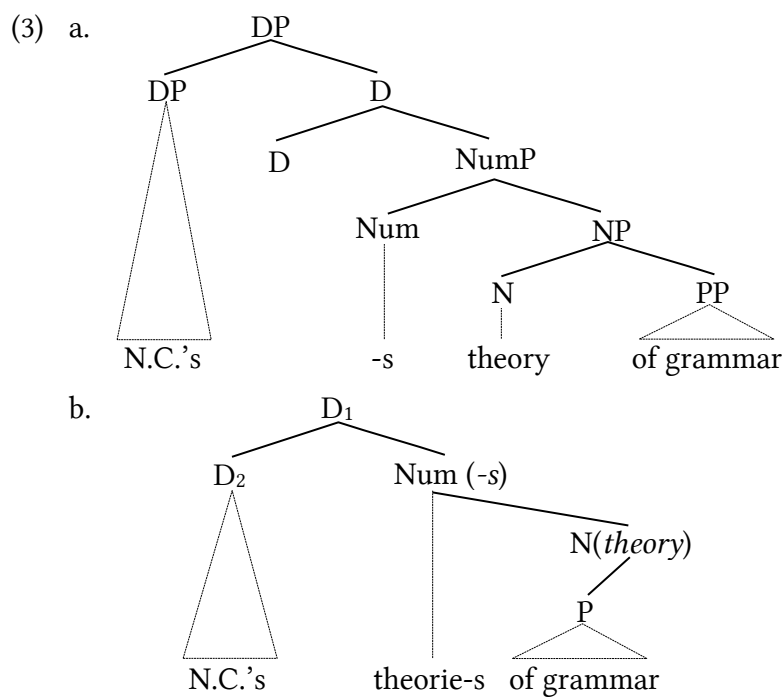 (3) a. DP
DP D
D NumP
Num NP
N PP
N.C.'s -s theory of grammar
b. D₁
D₂ Num (-s)
N(theory)
P
N.C.'s theorie-s of grammar